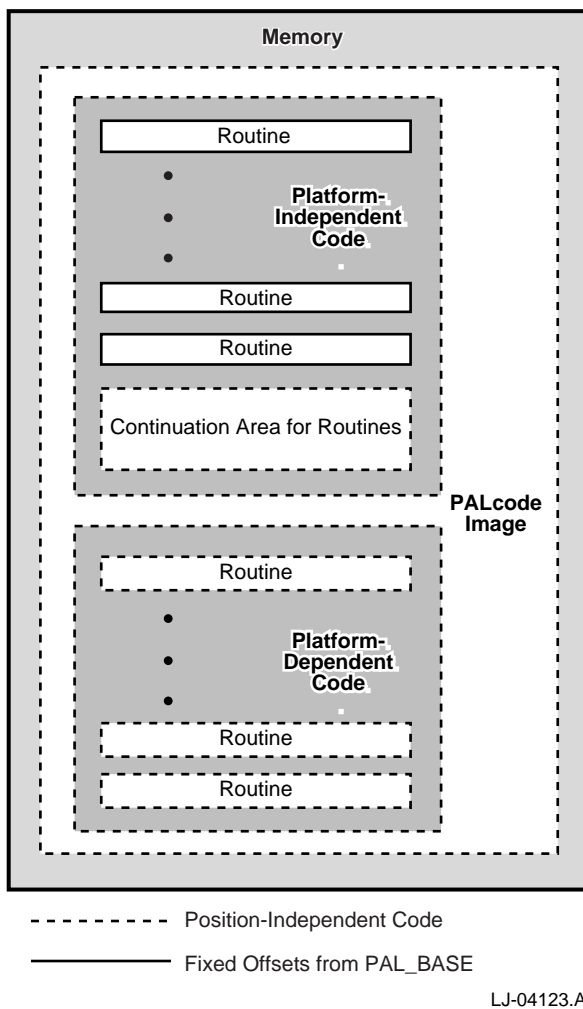 Memory
Routine
Platform-
Independent
Code
Routine
Routine
Continuation Area for Routines
PALcode
Image
Routine
Platform-
Dependent
Code
Routine
Routine
Position-Independent Code
Fixed Offsets from PAL_BASE
LJ-04123.A